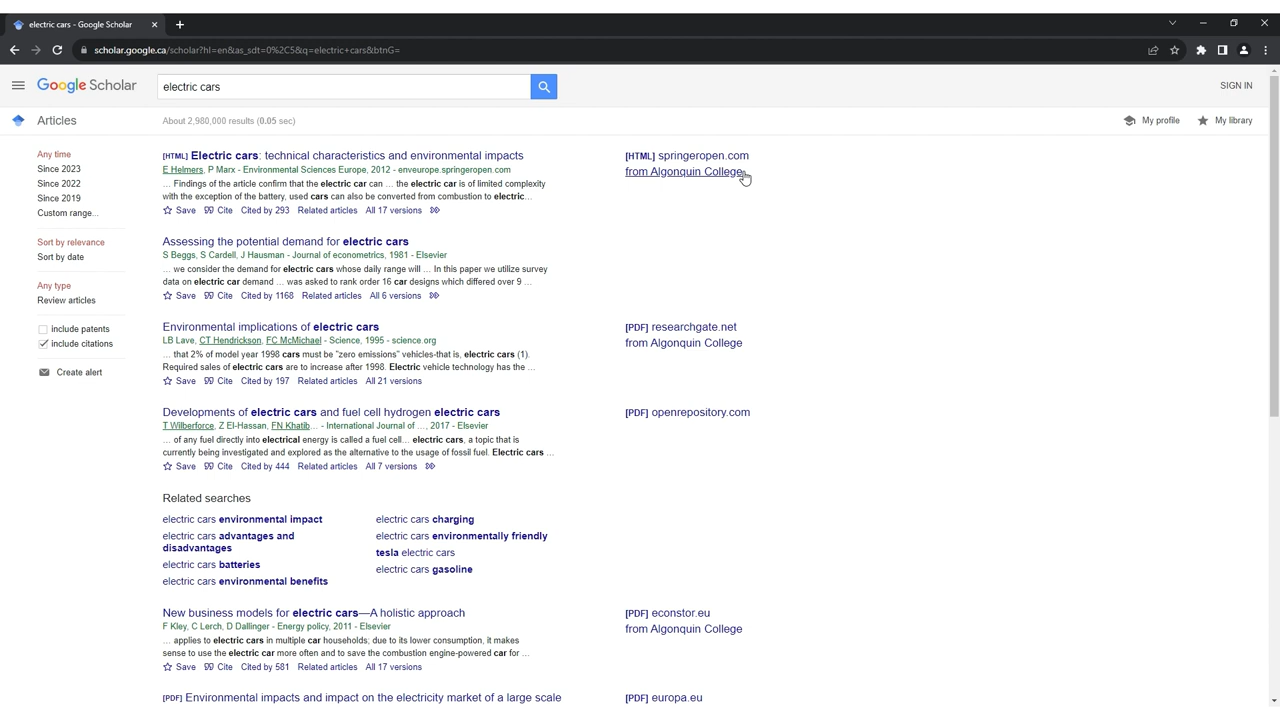 electric cars - Google Scholar
scholar.google.ca/scholar?hl=en&as_sdt=0%2C5&q=electric+cars&btnG=
Google Scholar
electric cars
SIGN IN
Articles
About 2,980,000 results (0.05 sec)
My profile
My library
Any time
Since 2023
Since 2022
Since 2019
Custom range...
Sort by relevance
Sort by date
Any type
Review articles
include patents
include citations
Create alert
[HTML] Electric cars: technical characteristics and environmental impacts
E Helmers, P Marx - Environmental Sciences Europe, 2012 - enveurope.springeropen.com
... Findings of the article confirm that the electric car can ... the electric car is of limited complexity
with the exception of the battery, used cars can also be converted from combustion to electric...
Save Cite Cited by 293 Related articles All 17 versions
[HTML] springeropen.com
from Algonquin College
Assessing the potential demand for electric cars
S Beggs, S Cardell, J Hausman - Journal of econometrics, 1981 - Elsevier
... we consider the demand for electric cars whose daily range will ... In this paper we utilize survey
data on electric car demand ... was asked to rank order 16 car designs which differed over 9 ...
Save Cite Cited by 1168 Related articles All 6 versions
Environmental implications of electric cars
LB Lave, CT Hendrickson, FC McMichael - Science, 1995 - science.org
... that 2% of model year 1998 cars must be "zero emissions" vehicles-that is, electric cars (1).
Required sales of electric cars are to increase after 1998. Electric vehicle technology has the ...
Save Cite Cited by 197 Related articles All 21 versions
[PDF] researchgate.net
from Algonquin College
Developments of electric cars and fuel cell hydrogen electric cars
T Wilberforce, Z El-Hassan, FN Khatib... - International Journal of ..., 2017 - Elsevier
... of any fuel directly into electrical energy is called a fuel cell... electric cars, a topic that is
currently being investigated and explored as the alternative to the usage of fossil fuel. Electric cars ...
Save Cite Cited by 444 Related articles All 7 versions
[PDF] openrepository.com
Related searches
electric cars environmental impact
electric cars advantages and
disadvantages
electric cars batteries
electric cars environmental benefits
electric cars charging
electric cars environmentally friendly
tesla electric cars
electric cars gasoline
New business models for electric cars—A holistic approach
F Kley, C Lerch, D Dallinger - Energy policy, 2011 - Elsevier
... applies to electric cars in multiple car households; due to its lower consumption, it makes
sense to use the electric car more often and to save the combustion engine-powered car for ...
Save Cite Cited by 581 Related articles All 17 versions
[PDF] econstor.eu
from Algonquin College
[PDF] Environmental impacts and impact on the electricity market of a large scale
[PDF] europa.eu